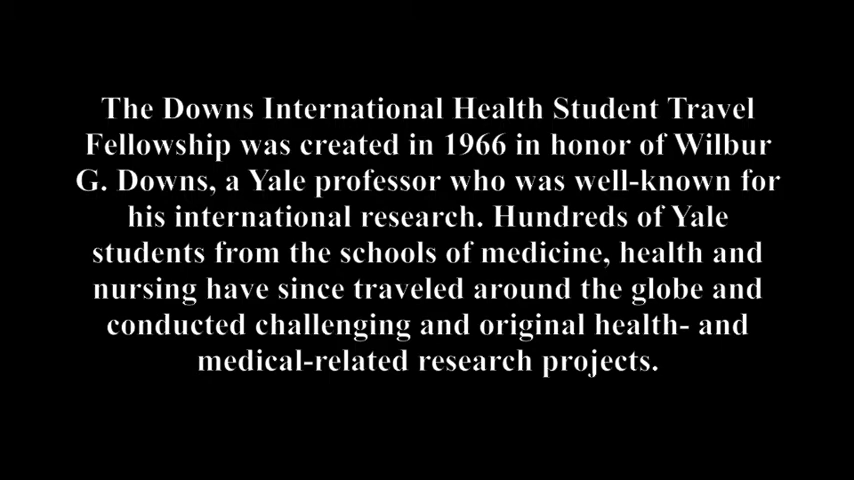 The Downs International Health Student Travel
Fellowship was created in 1966 in honor of Wilbur
G. Downs, a Yale professor who was well-known for
his international research. Hundreds of Yale
students from the schools of medicine, health and
nursing have since traveled around the globe and
conducted challenging and original health- and
medical-related research projects.